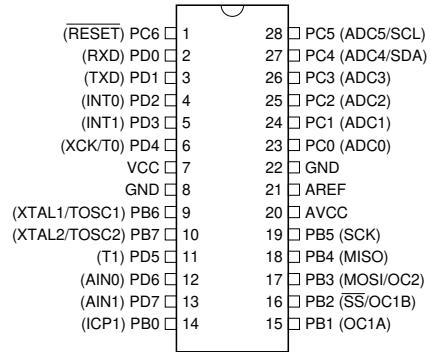 (RESET) PC6 1 28 PC5 (ADC5/SCL)
(RXD) PD0 2 27 PC4 (ADC4/SDA)
(TXD) PD1 3 26 PC3 (ADC3)
(INT0) PD2 4 25 PC2 (ADC2)
(INT1) PD3 5 24 PC1 (ADC1)
(XCK/T0) PD4 6 23 PC0 (ADC0)
VCC 7 22 GND
GND 8 21 AREF
(XTAL1/TOSC1) PB6 9 20 AVCC
(XTAL2/TOSC2) PB7 10 19 PB5 (SCK)
(T1) PD5 11 18 PB4 (MISO)
(AIN0) PD6 12 17 PB3 (MOSI/OC2)
(AIN1) PD7 13 16 PB2 (SS/OC1B)
(ICP1) PB0 14 15 PB1 (OC1A)